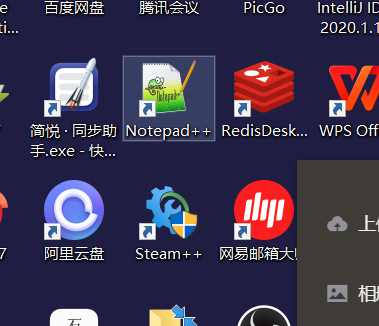 百度网盘
腾讯会议
PicGo
IntelliJ ID
2020.1.1
简悦 · 同步助
手.exe - 快...
Notepad++
RedisDesk...
WPS Offi
7
阿里云盘
Steam++
网易邮箱大
上
相